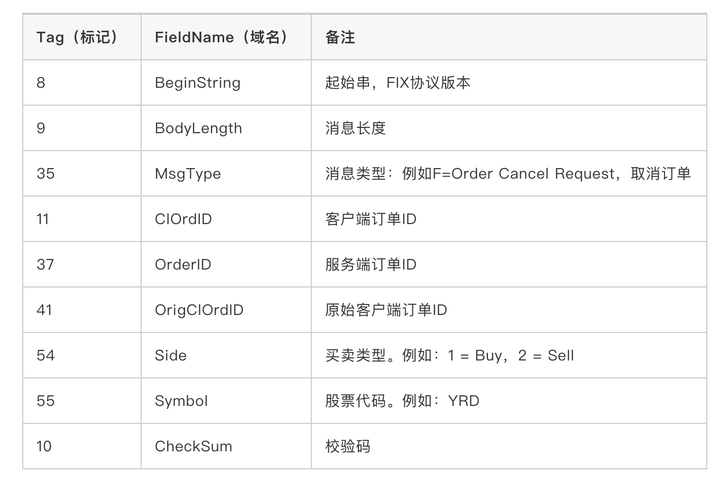 Tag（标记） FieldName（域名） 备注
8 BeginString 起始串，FIX协议版本
9 BodyLength 消息长度
35 MsgType 消息类型：例如F=Order Cancel Request，取消订单
11 ClOrdID 客户端订单ID
37 OrderID 服务端订单ID
41 OrigClOrdID 原始客户端订单ID
54 Side 买卖类型。例如：1 = Buy，2 = Sell
55 Symbol 股票代码。例如：YRD
10 CheckSum 校验码